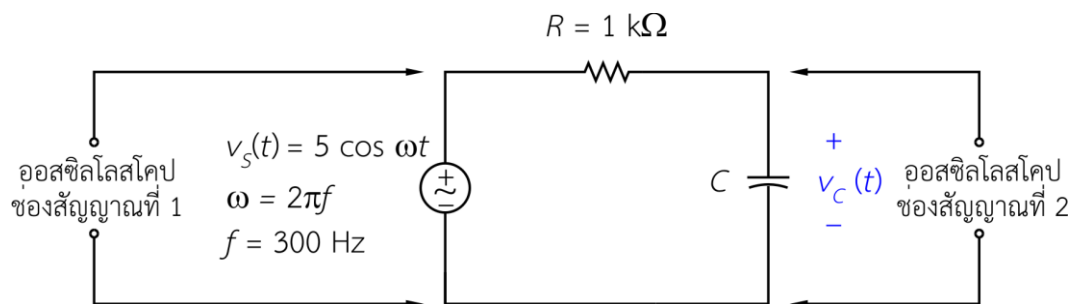 R = 1 kΩ
ออสซิลโลสโคป
ช่องสัญญาณที่ 1
v_S(t) = 5 cos ωt
ω = 2πf
f = 300 Hz
+
~
−
C
+
v_C (t)
−
ออสซิลโลสโคป
ช่องสัญญาณที่ 2